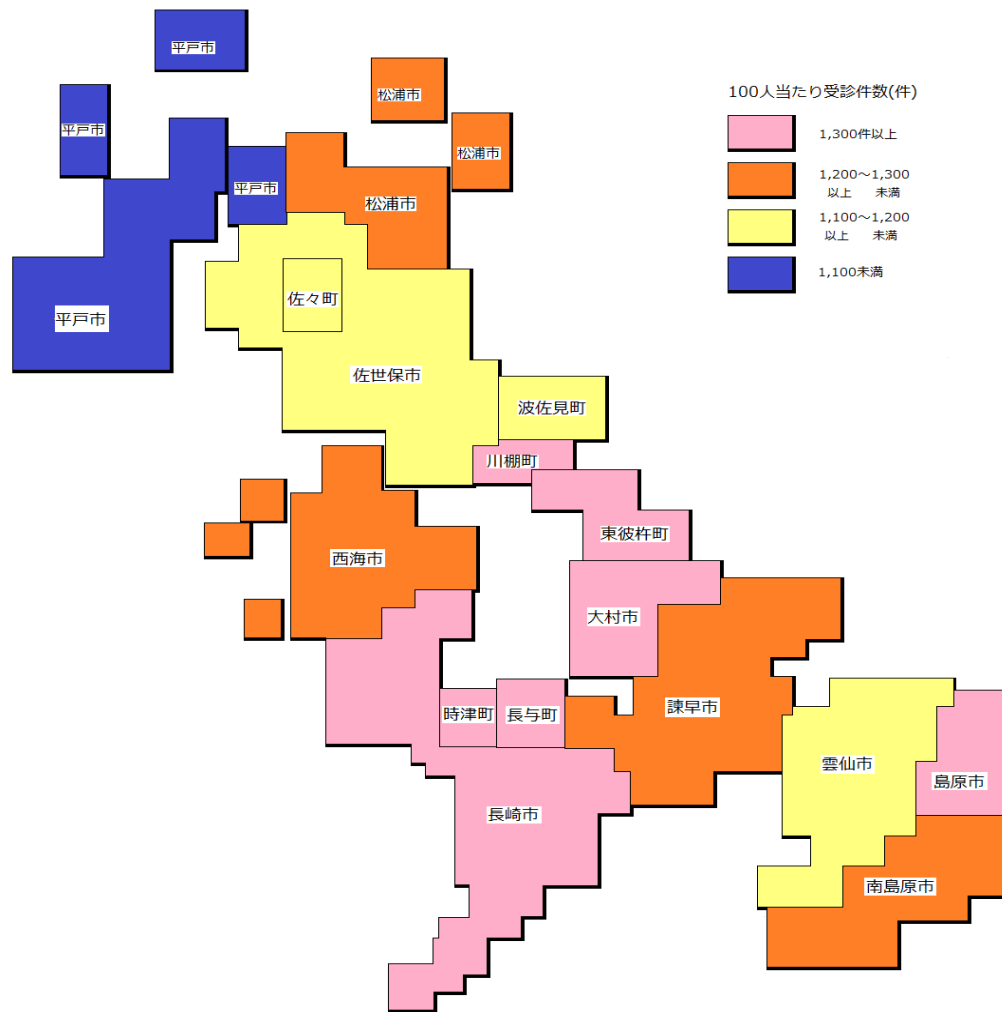 平戸市
松浦市
100人当たり受診件数(件)
平戸市
1,300件以上
松浦市
平戸市
1,200～1,300
以上 未満
松浦市
1,100～1,200
以上 未満
佐々町
1,100未満
平戸市
佐世保市
波佐見町
川棚町
東彼杵町
西海市
大村市
時津町
長与町
諫早市
雲仙市
島原市
長崎市
南島原市